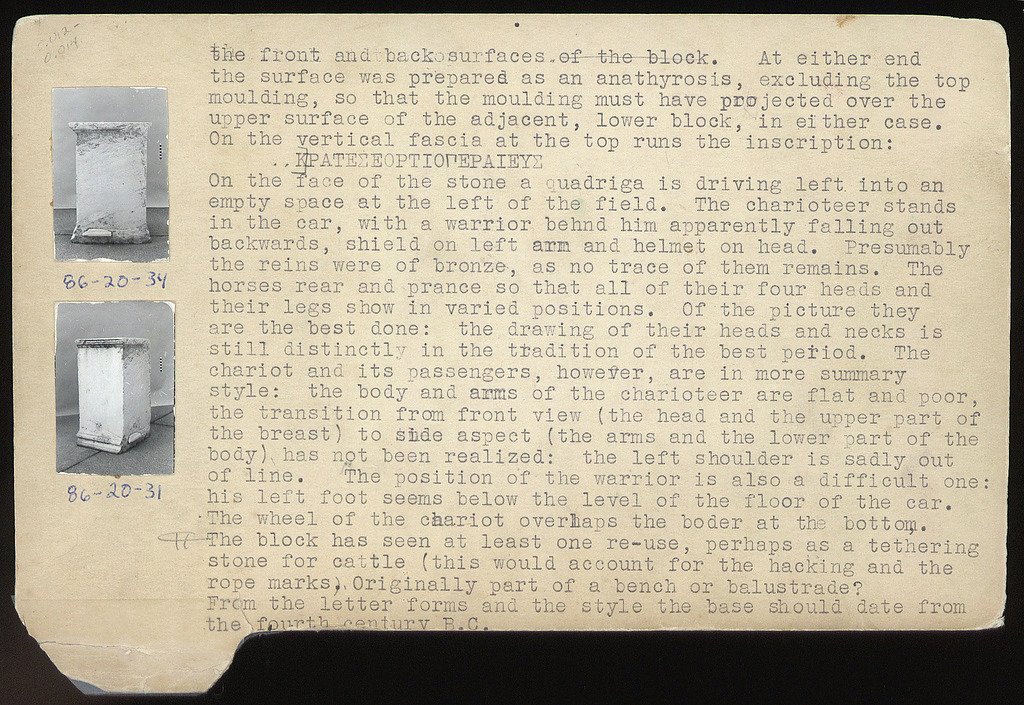 0.012-
0.014
the front and back surfaces of the block.   At either end
the surface was prepared as an anathyrosis, excluding the top
moulding, so that the moulding must have projected over the
upper surface of the adjacent, lower block, in either case.
On the vertical fascia at the top runs the inscription:
..ΚΡΑΤΕΣΕΟΡΤΙΟΓΕΡΑΙΕΥΣ
On the face of the stone a quadriga is driving left into an
empty space at the left of the field.  The charioteer stands
in the car, with a warrior behnd him apparently falling out
backwards, shield on left arm and helmet on head.  Presumably
the reins were of bronze, as no trace of them remains.  The
horses rear and prance so that all of their four heads and
their legs show in varied positions.  Of the picture they
are the best done:  the drawing of their heads and necks is
still distinctly in the tradition of the best period.  The
chariot and its passengers, however, are in more summary
style:  the body and arms of the charioteer are flat and poor,
the transition from front view (the head and the upper part of
the breast) to side aspect (the arms and the lower part of the
body), has not been realized:  the left shoulder is sadly out
of line.   The position of the warrior is also a difficult one:
his left foot seems below the level of the floor of the car.
The wheel of the chariot overlaps the boder at the bottom.
¶ The block has seen at least one re-use, perhaps as a tethering
stone for cattle (this would account for the hacking and the
rope marks). Originally part of a bench or balustrade?
From the letter forms and the style the base should date from
the fourth century B.C.
86-20-34
86-20-31